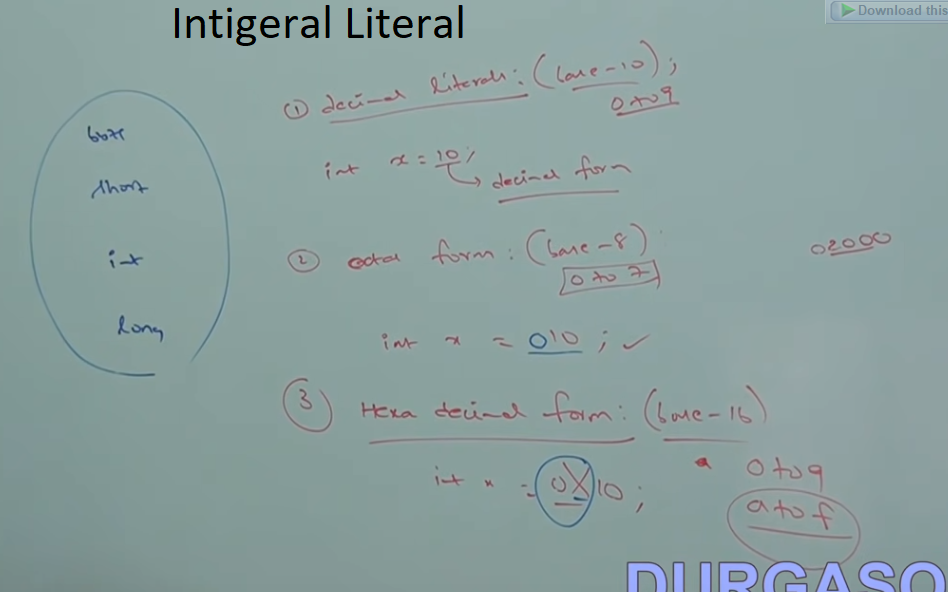 Intigeral Literal
Download this
① decimal literals: (base-10);
0 to 9
byte
short
int
long
int x = 10;
decimal form
② octal form: (base-8)
0 to 7
02000
int x = 010; ✓
③ Hexa decimal form: (base-16)
0 to 9
a to f
int x = 0X10;
DURGASO